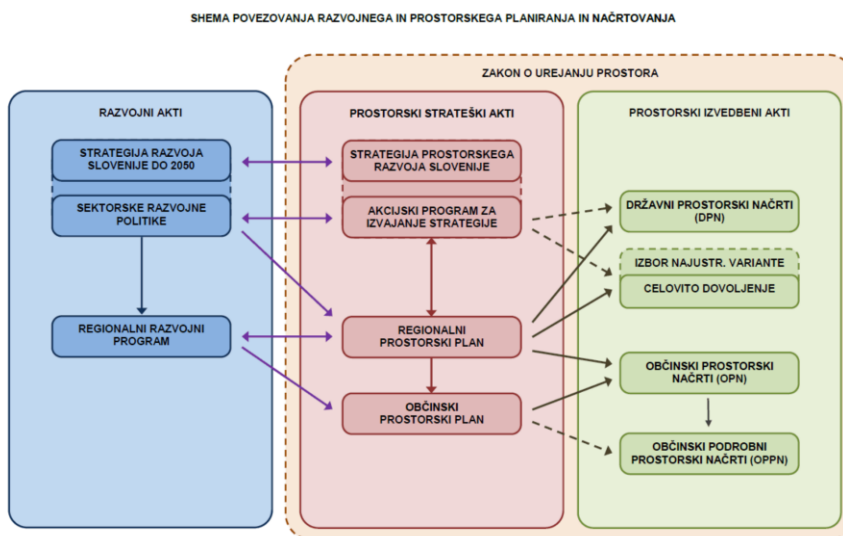 SHEMA POVEZOVANJA RAZVOJNEGA IN PROSTORSKEGA PLANIRANJA IN NAČRTOVANJA
ZAKON O UREJANJU PROSTORA
RAZVOJNI AKTI
STRATEGIJA RAZVOJA
SLOVENIJE DO 2050
SEKTORSKE RAZVOJNE
POLITIKE
REGIONALNI RAZVOJNI
PROGRAM
PROSTORSKI STRATEŠKI AKTI
STRATEGIJA PROSTORSKEGA
RAZVOJA SLOVENIJE
AKCIJSKI PROGRAM ZA
IZVAJANJE STRATEGIJE
REGIONALNI
PROSTORSKI PLAN
OBČINSKI
PROSTORSKI PLAN
PROSTORSKI IZVEDBENI AKTI
DRŽAVNI PROSTORSKI NAČRTI
(DPN)
IZBOR NAJUSTR. VARIANTE
CELOVITO DOVOLJENJE
OBČINSKI PROSTORSKI
NAČRTI (OPN)
OBČINSKI PODROBNI
PROSTORSKI NAČRTI (OPPN)